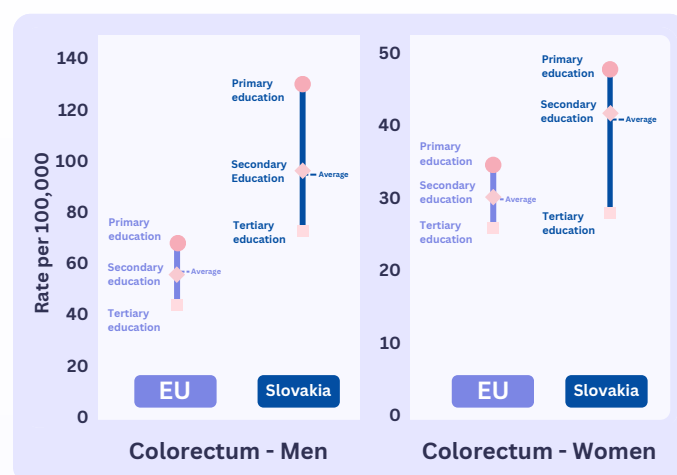 Rate per 100,000
140
120
100
80
60
40
20
0
Primary
education
Secondary
education
Tertiary
education
Average
Primary
education
Secondary
Education
Tertiary
education
Average
EU
Slovakia
Colorectum - Men
50
40
30
20
10
0
Primary
education
Secondary
education
Tertiary
education
Average
Primary
education
Secondary
education
Tertiary
education
Average
EU
Slovakia
Colorectum - Women